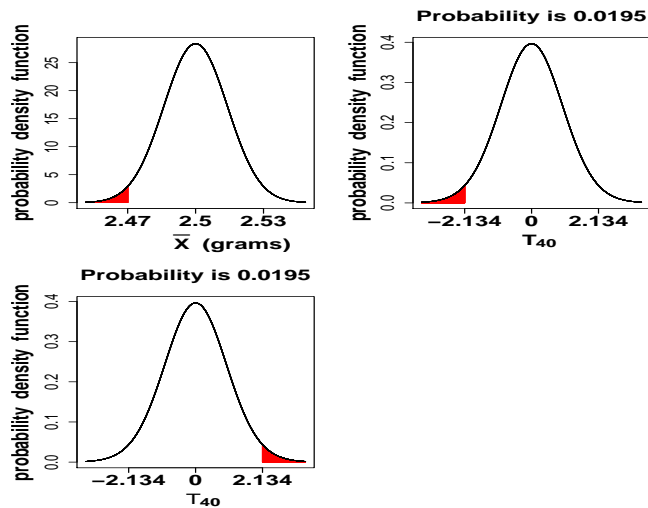 probability density function
25
20
15
10
5
0
2.47 2.5 2.53
X (grams)
Probability is 0.0195
probability density function
0.4
0.3
0.2
0.1
0.0
−2.134 0 2.134
T40
Probability is 0.0195
probability density function
0.4
0.3
0.2
0.1
0.0
−2.134 0 2.134
T40